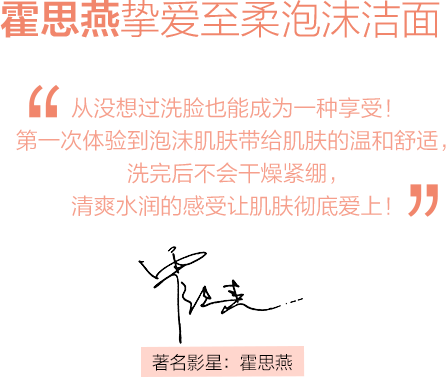 霍思燕挚爱至柔泡沫洁面
“从没想过洗脸也能成为一种享受！
第一次体验到泡沫肌肤带给肌肤的温和舒适，
洗完后不会干燥紧绷，
清爽水润的感受让肌肤彻底爱上！”
霍思燕
著名影星：霍思燕